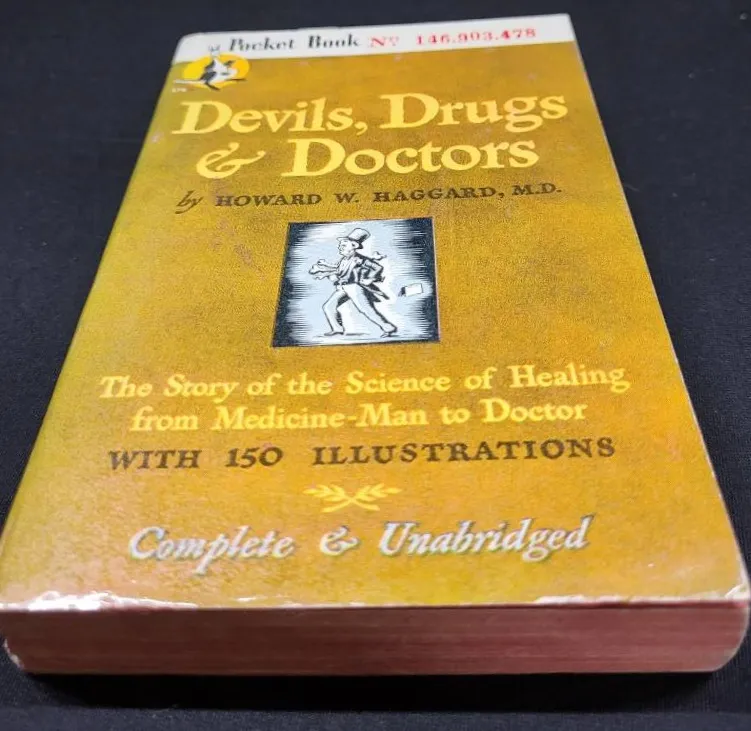 Pocket Book Nº 146.903.478
Devils, Drugs
& Doctors
by HOWARD W. HAGGARD, M.D.
The Story of the Science of Healing
from Medicine-Man to Doctor
WITH 150 ILLUSTRATIONS
Complete & Unabridged